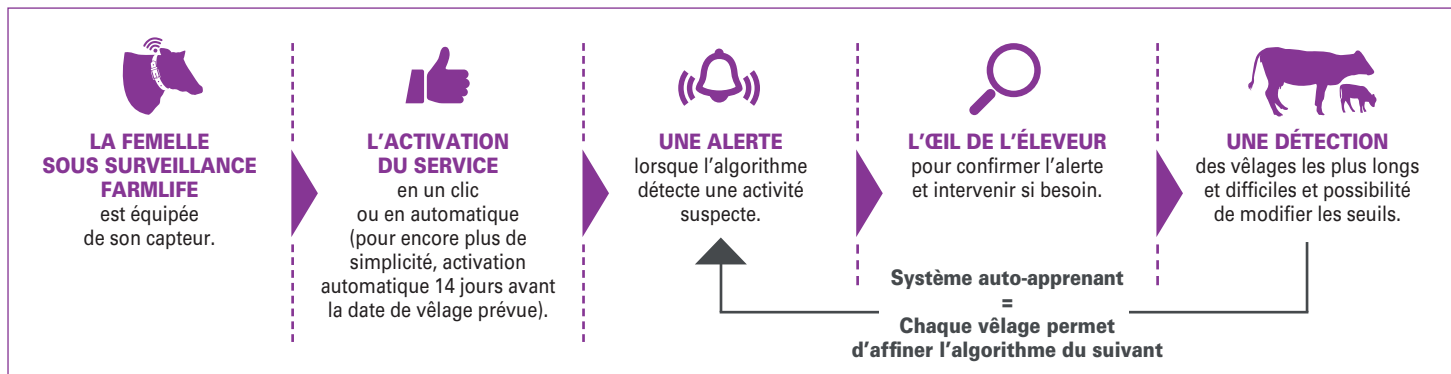 LA FEMELLE
SOUS SURVEILLANCE
FARMLIFE
est équipée
de son capteur.
L'ACTIVATION
DU SERVICE
en un clic
ou en automatique
(pour encore plus de
simplicité, activation
automatique 14 jours avant
la date de vêlage prévue).
UNE ALERTE
lorsque l'algorithme
détecte une activité
suspecte.
L'ŒIL DE L'ÉLEVEUR
pour confirmer l'alerte
et intervenir si besoin.
UNE DÉTECTION
des vêlages les plus longs
et difficiles et possibilité
de modifier les seuils.
Système auto-apprenant
=
Chaque vêlage permet
d'affiner l'algorithme du suivant